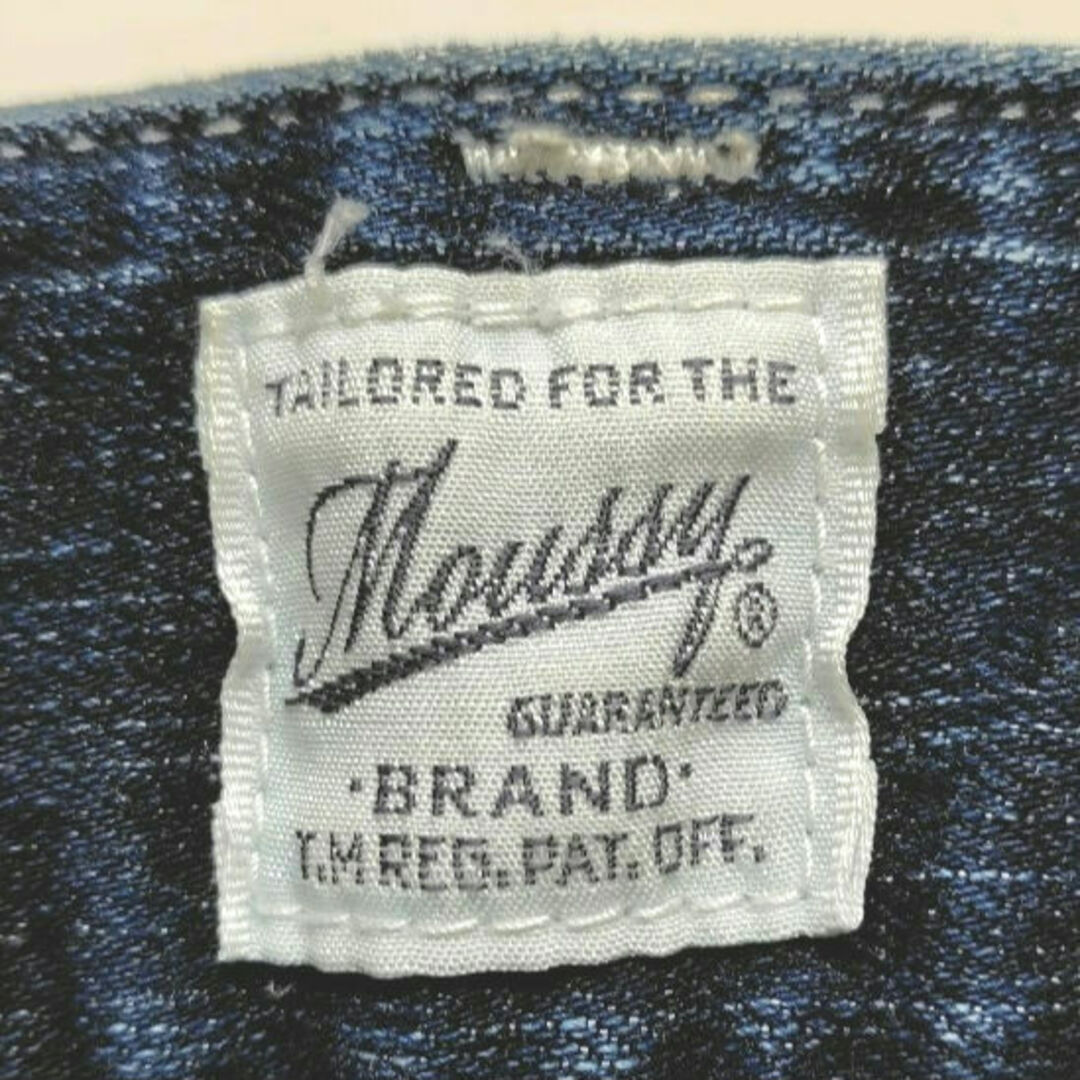 TAILORED FOR THE
Moussy®
GUARANTEED
·BRAND·
T.M REG. PAT. OFF.